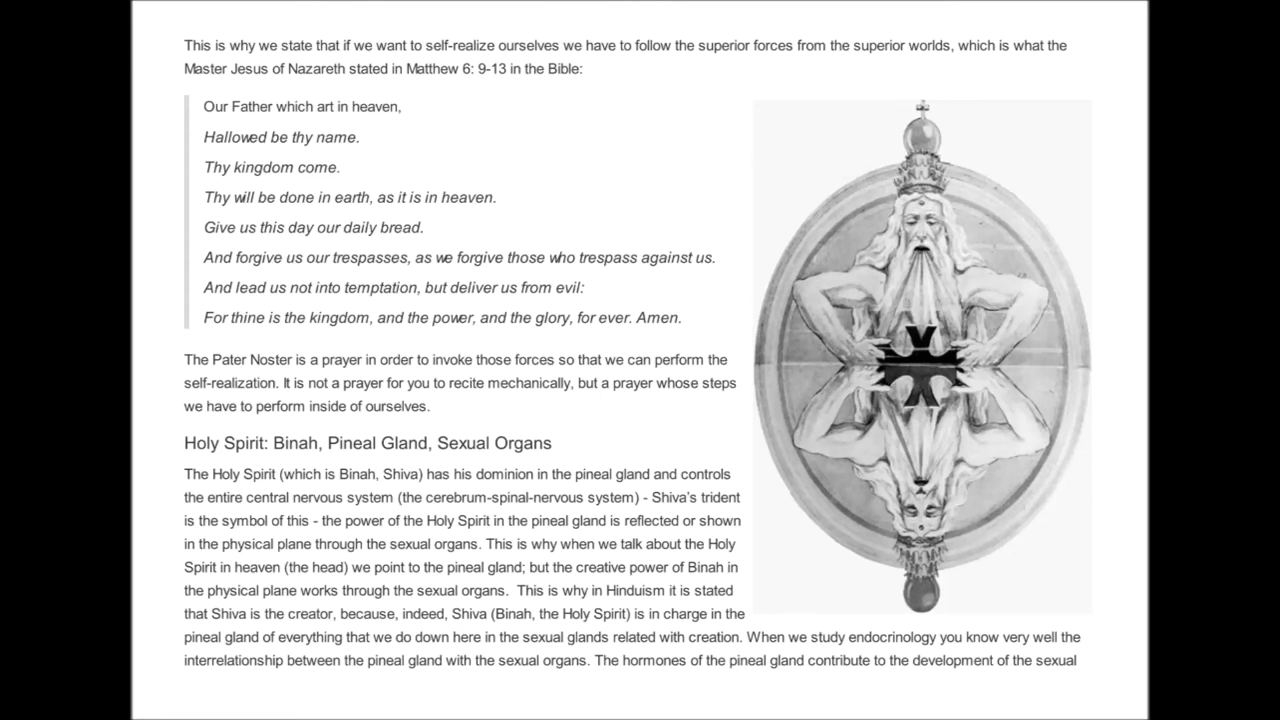 This is why we state that if we want to self-realize ourselves we have to follow the superior forces from the superior worlds, which is what the
Master Jesus of Nazareth stated in Matthew 6: 9-13 in the Bible:
Our Father which art in heaven,
Hallowed be thy name.
Thy kingdom come.
Thy will be done in earth, as it is in heaven.
Give us this day our daily bread.
And forgive us our trespasses, as we forgive those who trespass against us.
And lead us not into temptation, but deliver us from evil:
For thine is the kingdom, and the power, and the glory, for ever. Amen.
The Pater Noster is a prayer in order to invoke those forces so that we can perform the
self-realization. It is not a prayer for you to recite mechanically, but a prayer whose steps
we have to perform inside of ourselves.
Holy Spirit: Binah, Pineal Gland, Sexual Organs
The Holy Spirit (which is Binah, Shiva) has his dominion in the pineal gland and controls
the entire central nervous system (the cerebrum-spinal-nervous system) - Shiva's trident
is the symbol of this - the power of the Holy Spirit in the pineal gland is reflected or shown
in the physical plane through the sexual organs. This is why when we talk about the Holy
Spirit in heaven (the head) we point to the pineal gland; but the creative power of Binah in
the physical plane works through the sexual organs.  This is why in Hinduism it is stated
that Shiva is the creator, because, indeed, Shiva (Binah, the Holy Spirit) is in charge in the
pineal gland of everything that we do down here in the sexual glands related with creation. When we study endocrinology you know very well the
interrelationship between the pineal gland with the sexual organs. The hormones of the pineal gland contribute to the development of the sexual